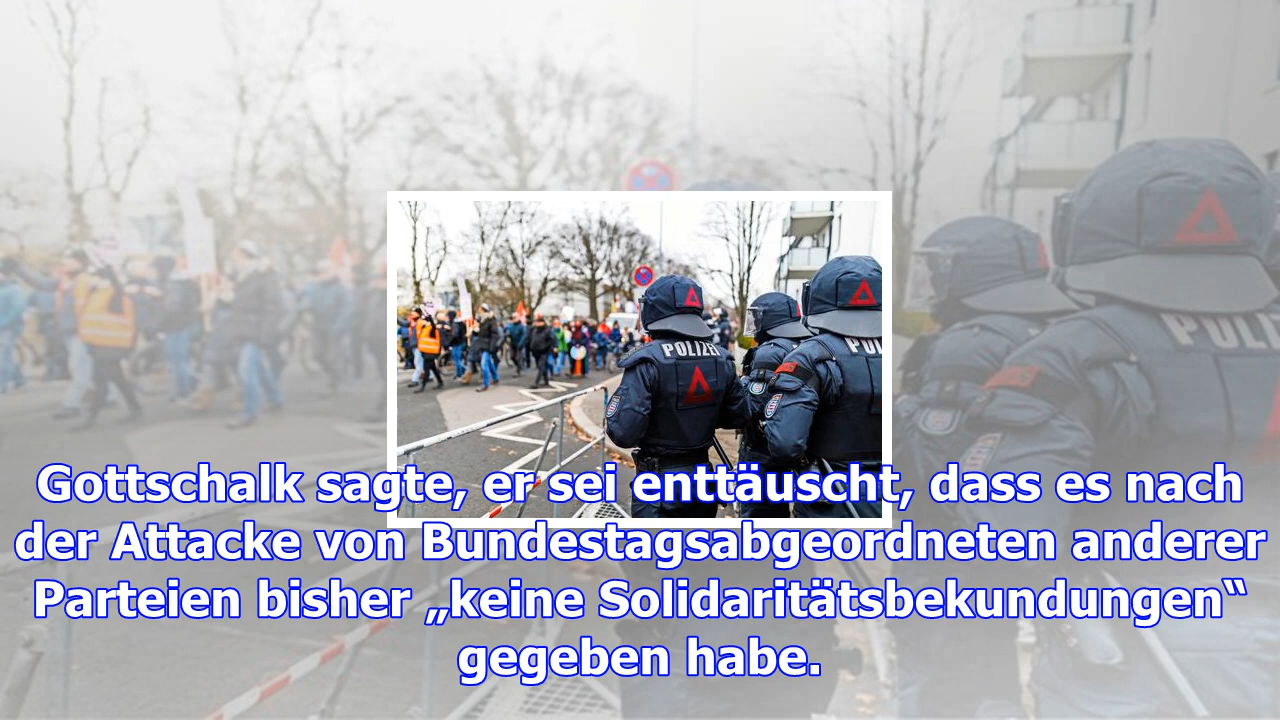 POLIZEI
Gottschalk sagte, er sei enttäuscht, dass es nach
der Attacke von Bundestagsabgeordneten anderer
Parteien bisher „keine Solidaritätsbekundungen“
gegeben habe.